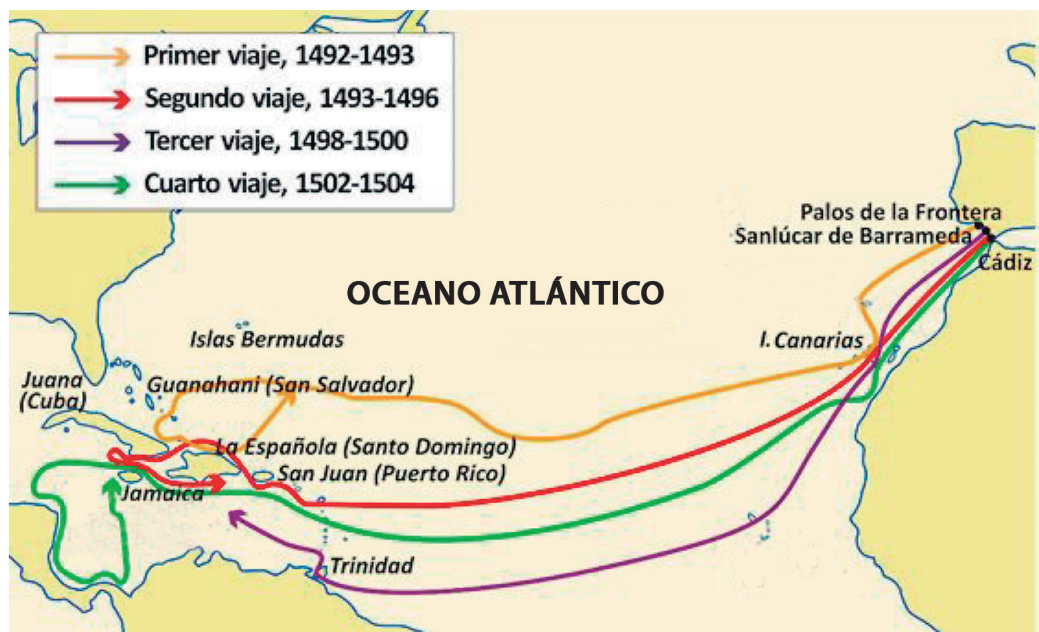 Primer viaje, 1492-1493
Segundo viaje, 1493-1496
Tercer viaje, 1498-1500
Cuarto viaje, 1502-1504
Palos de la Frontera
Sanlúcar de Barrameda
Cádiz
OCEANO ATLÁNTICO
Islas Bermudas
I. Canarias
Juana
(Cuba)
Guanahani (San Salvador)
La Española (Santo Domingo)
San Juan (Puerto Rico)
Jamaica
Trinidad